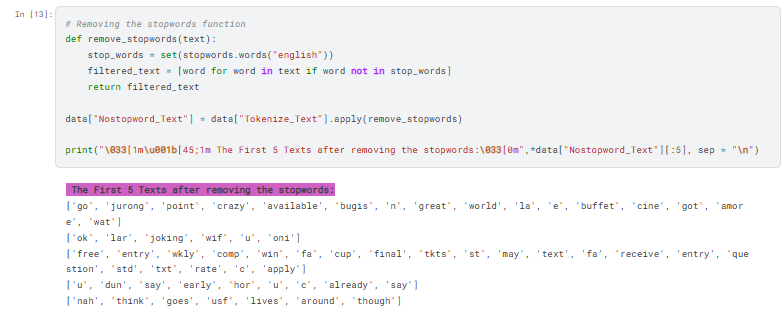 In [13]:
# Removing the stopwords function
def remove_stopwords(text):
    stop_words = set(stopwords.words("english"))
    filtered_text = [word for word in text if word not in stop_words]
    return filtered_text
data["Nostopword_Text"] = data["Tokenize_Text"].apply(remove_stopwords)
print("\033[1m\u001b[45;1m The First 5 Texts after removing the stopwords:\033[0m",*data["Nostopword_Text"][:5], sep = "\n")
The First 5 Texts after removing the stopwords:
['go', 'jurong', 'point', 'crazy', 'available', 'bugis', 'n', 'great', 'world', 'la', 'e', 'buffet', 'cine', 'got', 'amor
e', 'wat']
['ok', 'lar', 'joking', 'wif', 'u', 'oni']
['free', 'entry', 'wkly', 'comp', 'win', 'fa', 'cup', 'final', 'tkts', 'st', 'may', 'text', 'fa', 'receive', 'entry', 'que
stion', 'std', 'txt', 'rate', 'c', 'apply']
['u', 'dun', 'say', 'early', 'hor', 'u', 'c', 'already', 'say']
['nah', 'think', 'goes', 'usf', 'lives', 'around', 'though']